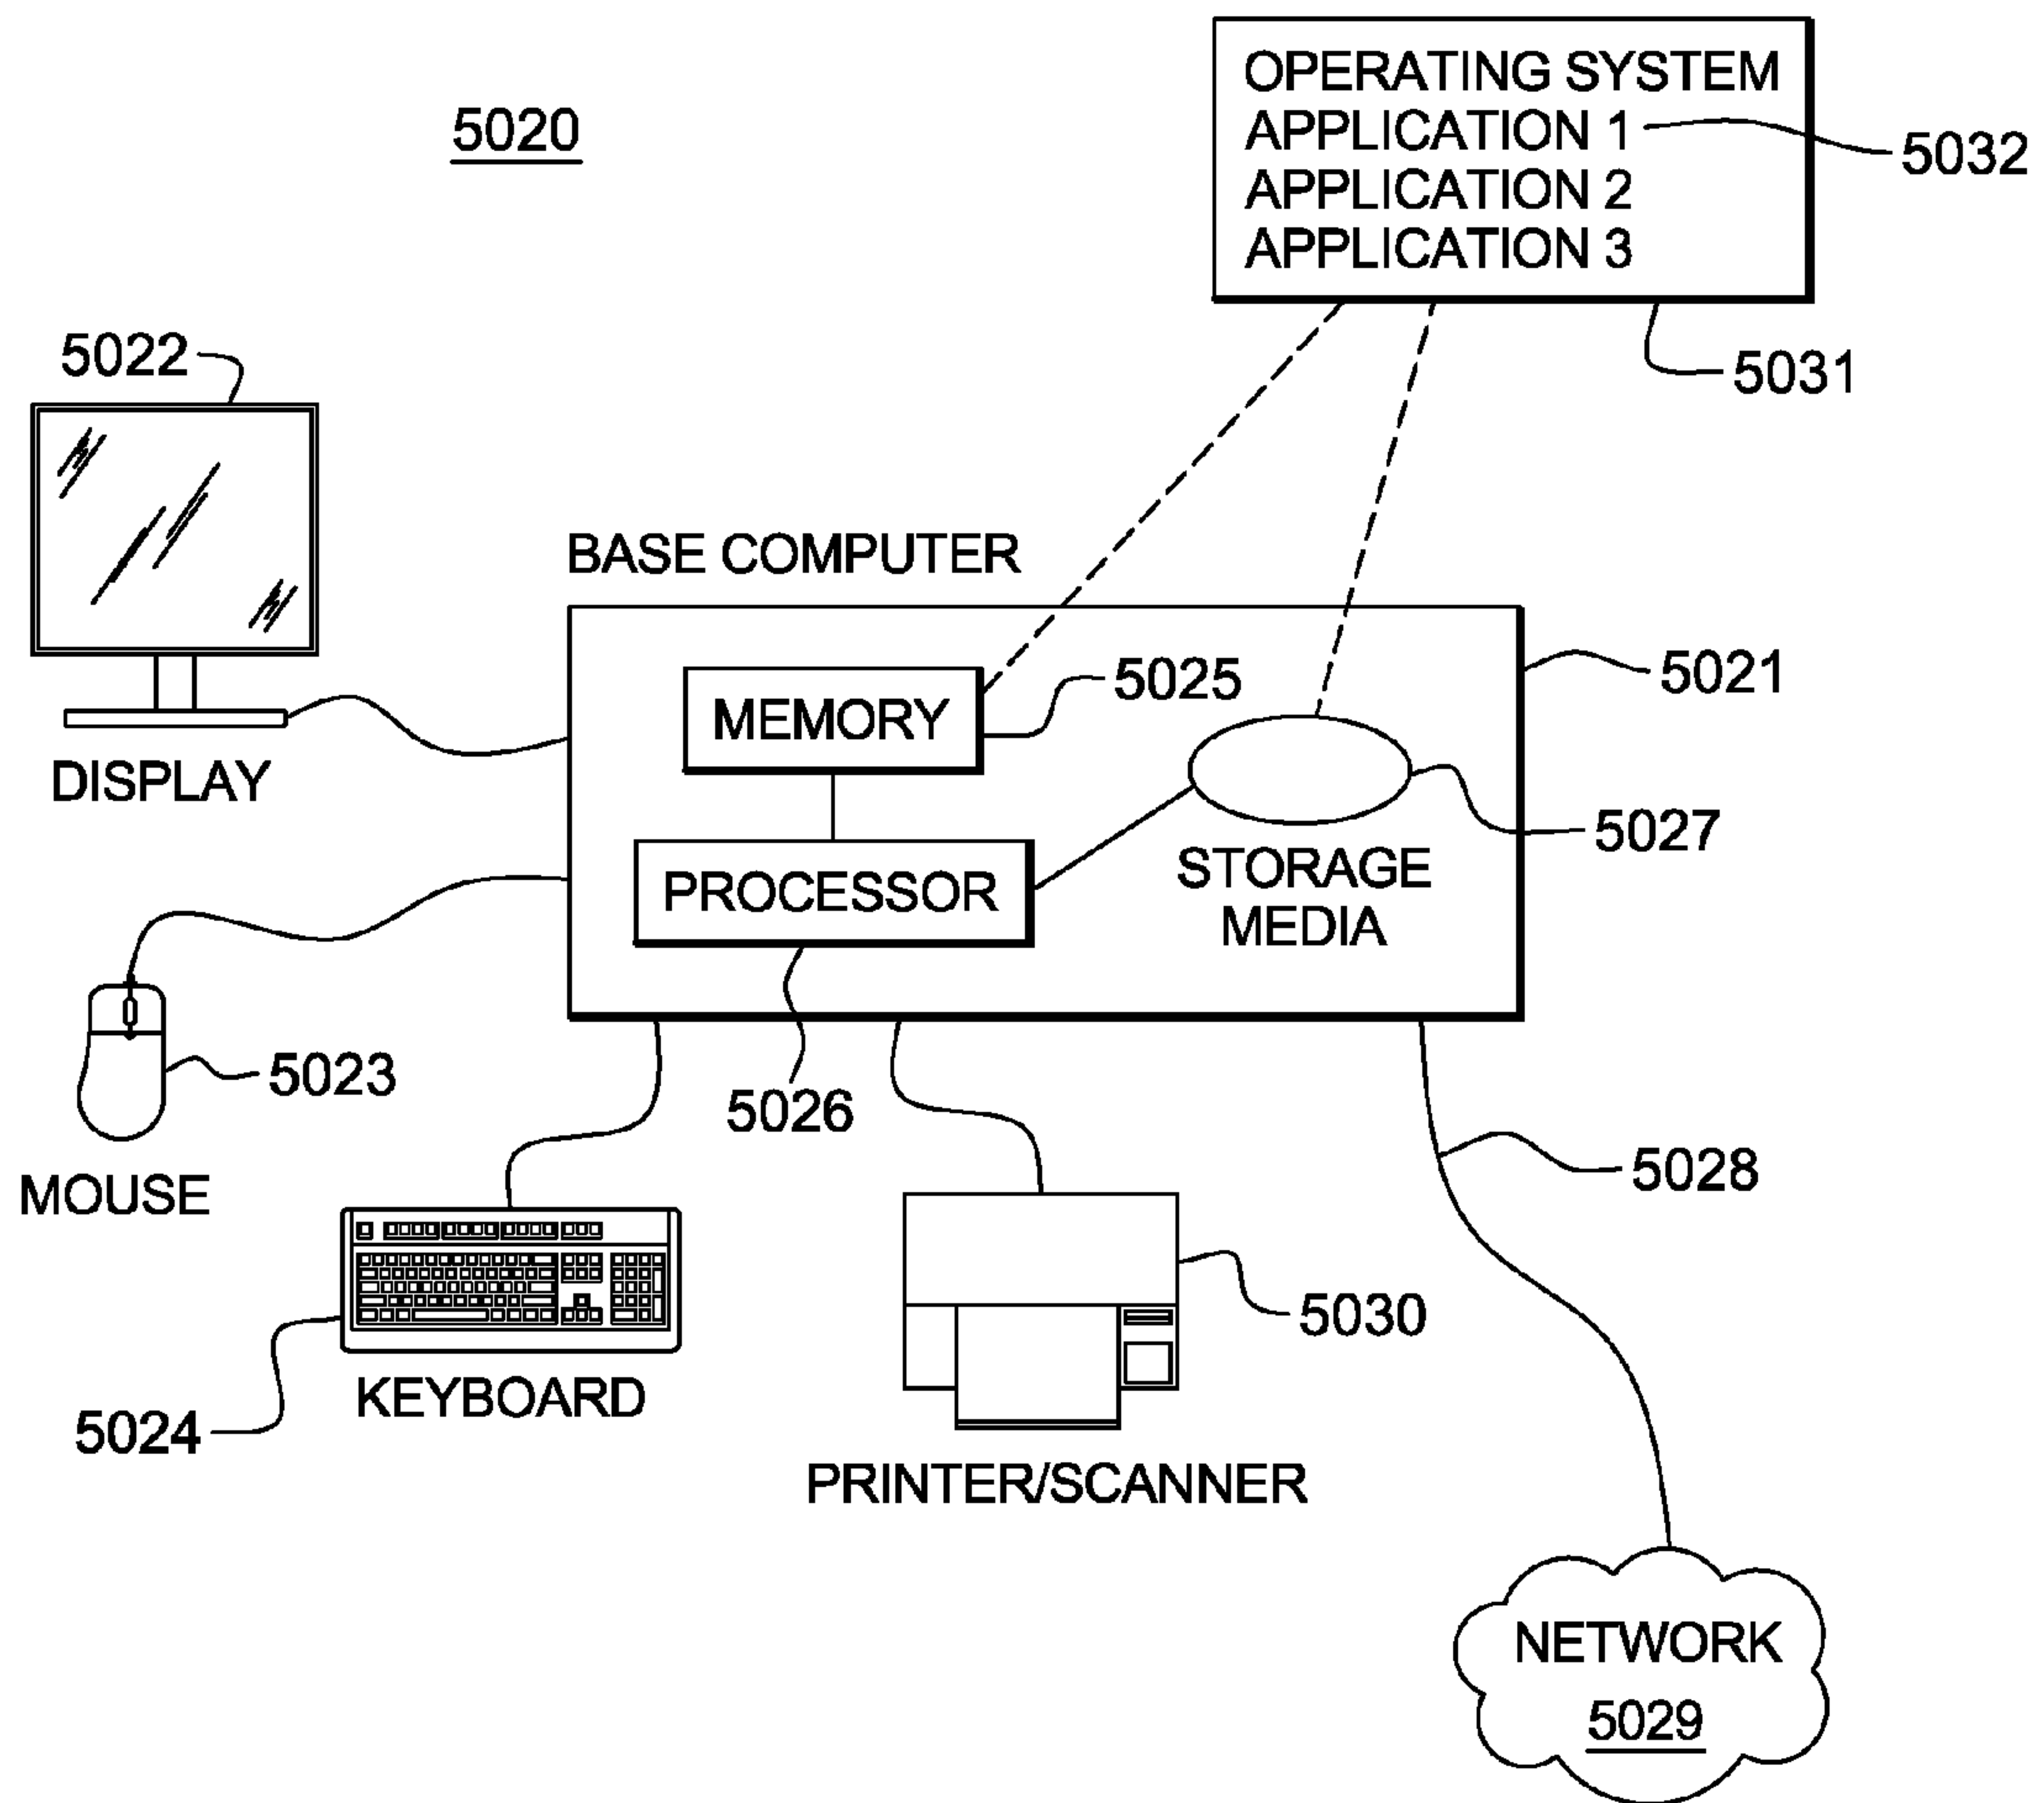 5020
OPERATING SYSTEM
APPLICATION 1
APPLICATION 2
APPLICATION 3
5032
5031
5022
DISPLAY
BASE COMPUTER
MEMORY
5025
5021
5027
STORAGE
MEDIA
PROCESSOR
5026
5023
MOUSE
5028
5024
KEYBOARD
5030
PRINTER/SCANNER
NETWORK
5029